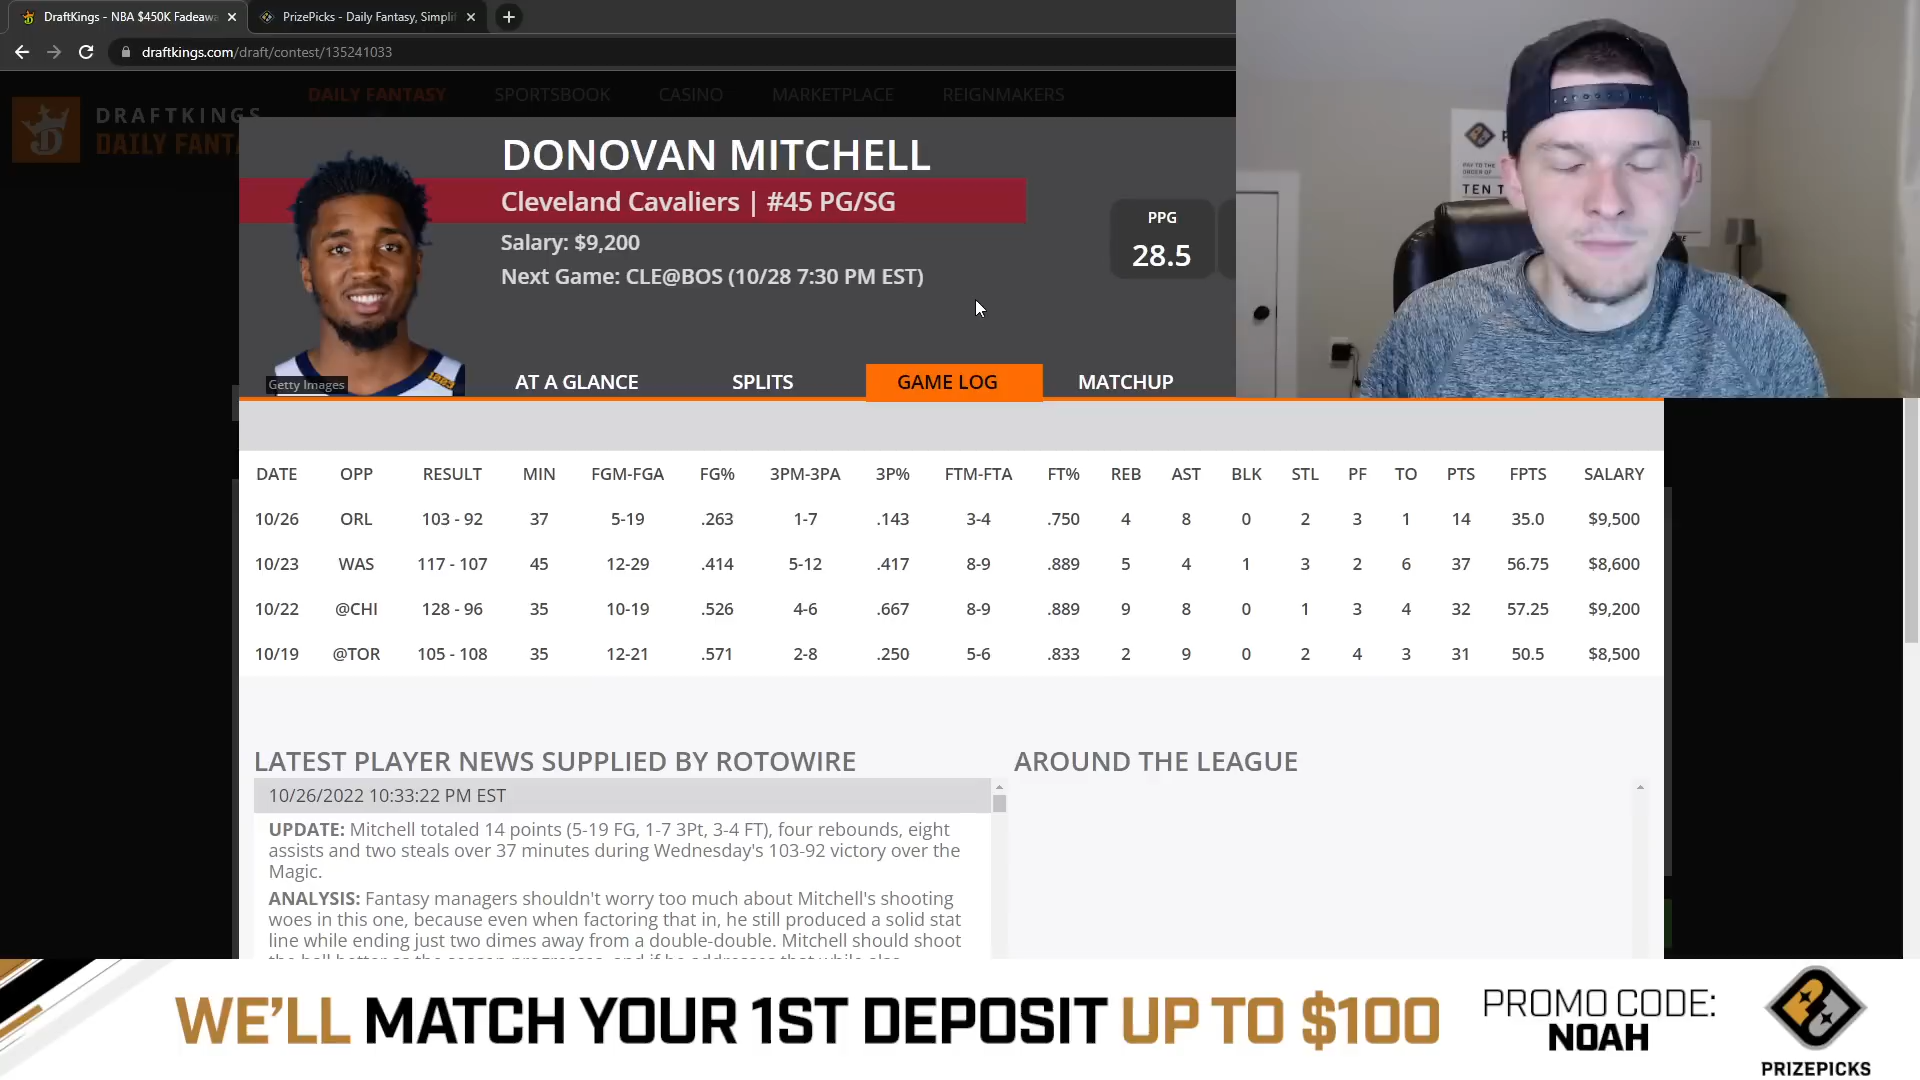 DraftKings - NBA $450K Fadeawa
PrizePicks - Daily Fantasy, Simplif
draftkings.com/draft/contest/135241033
DAILY FANTASY SPORTSBOOK CASINO MARKETPLACE REIGNMAKERS
DRAFTKINGS
DAILY FANT
DONOVAN MITCHELL
Cleveland Cavaliers | #45 PG/SG
Salary: $9,200
Next Game: CLE@BOS (10/28 7:30 PM EST)
PPG
28.5
PAY TO THE
ORDER OF
TEN T
Getty Images
AT A GLANCE SPLITS GAME LOG MATCHUP
DATE OPP RESULT MIN FGM-FGA FG% 3PM-3PA 3P% FTM-FTA FT% REB AST BLK STL PF TO PTS FPTS SALARY
10/26 ORL 103 - 92 37 5-19 .263 1-7 .143 3-4 .750 4 8 0 2 3 1 14 35.0 $9,500
10/23 WAS 117 - 107 45 12-29 .414 5-12 .417 8-9 .889 5 4 1 3 2 6 37 56.75 $8,600
10/22 @CHI 128 - 96 35 10-19 .526 4-6 .667 8-9 .889 9 8 0 1 3 4 32 57.25 $9,200
10/19 @TOR 105 - 108 35 12-21 .571 2-8 .250 5-6 .833 2 9 0 2 4 3 31 50.5 $8,500
LATEST PLAYER NEWS SUPPLIED BY ROTOWIRE
AROUND THE LEAGUE
10/26/2022 10:33:22 PM EST
UPDATE: Mitchell totaled 14 points (5-19 FG, 1-7 3Pt, 3-4 FT), four rebounds, eight
assists and two steals over 37 minutes during Wednesday's 103-92 victory over the
Magic.
ANALYSIS: Fantasy managers shouldn't worry too much about Mitchell's shooting
woes in this one, because even when factoring that in, he still produced a solid stat
line while ending just two dimes away from a double-double. Mitchell should shoot
WE'LL MATCH YOUR 1ST DEPOSIT UP TO $100
PROMO CODE:
NOAH
PRIZEPICKS